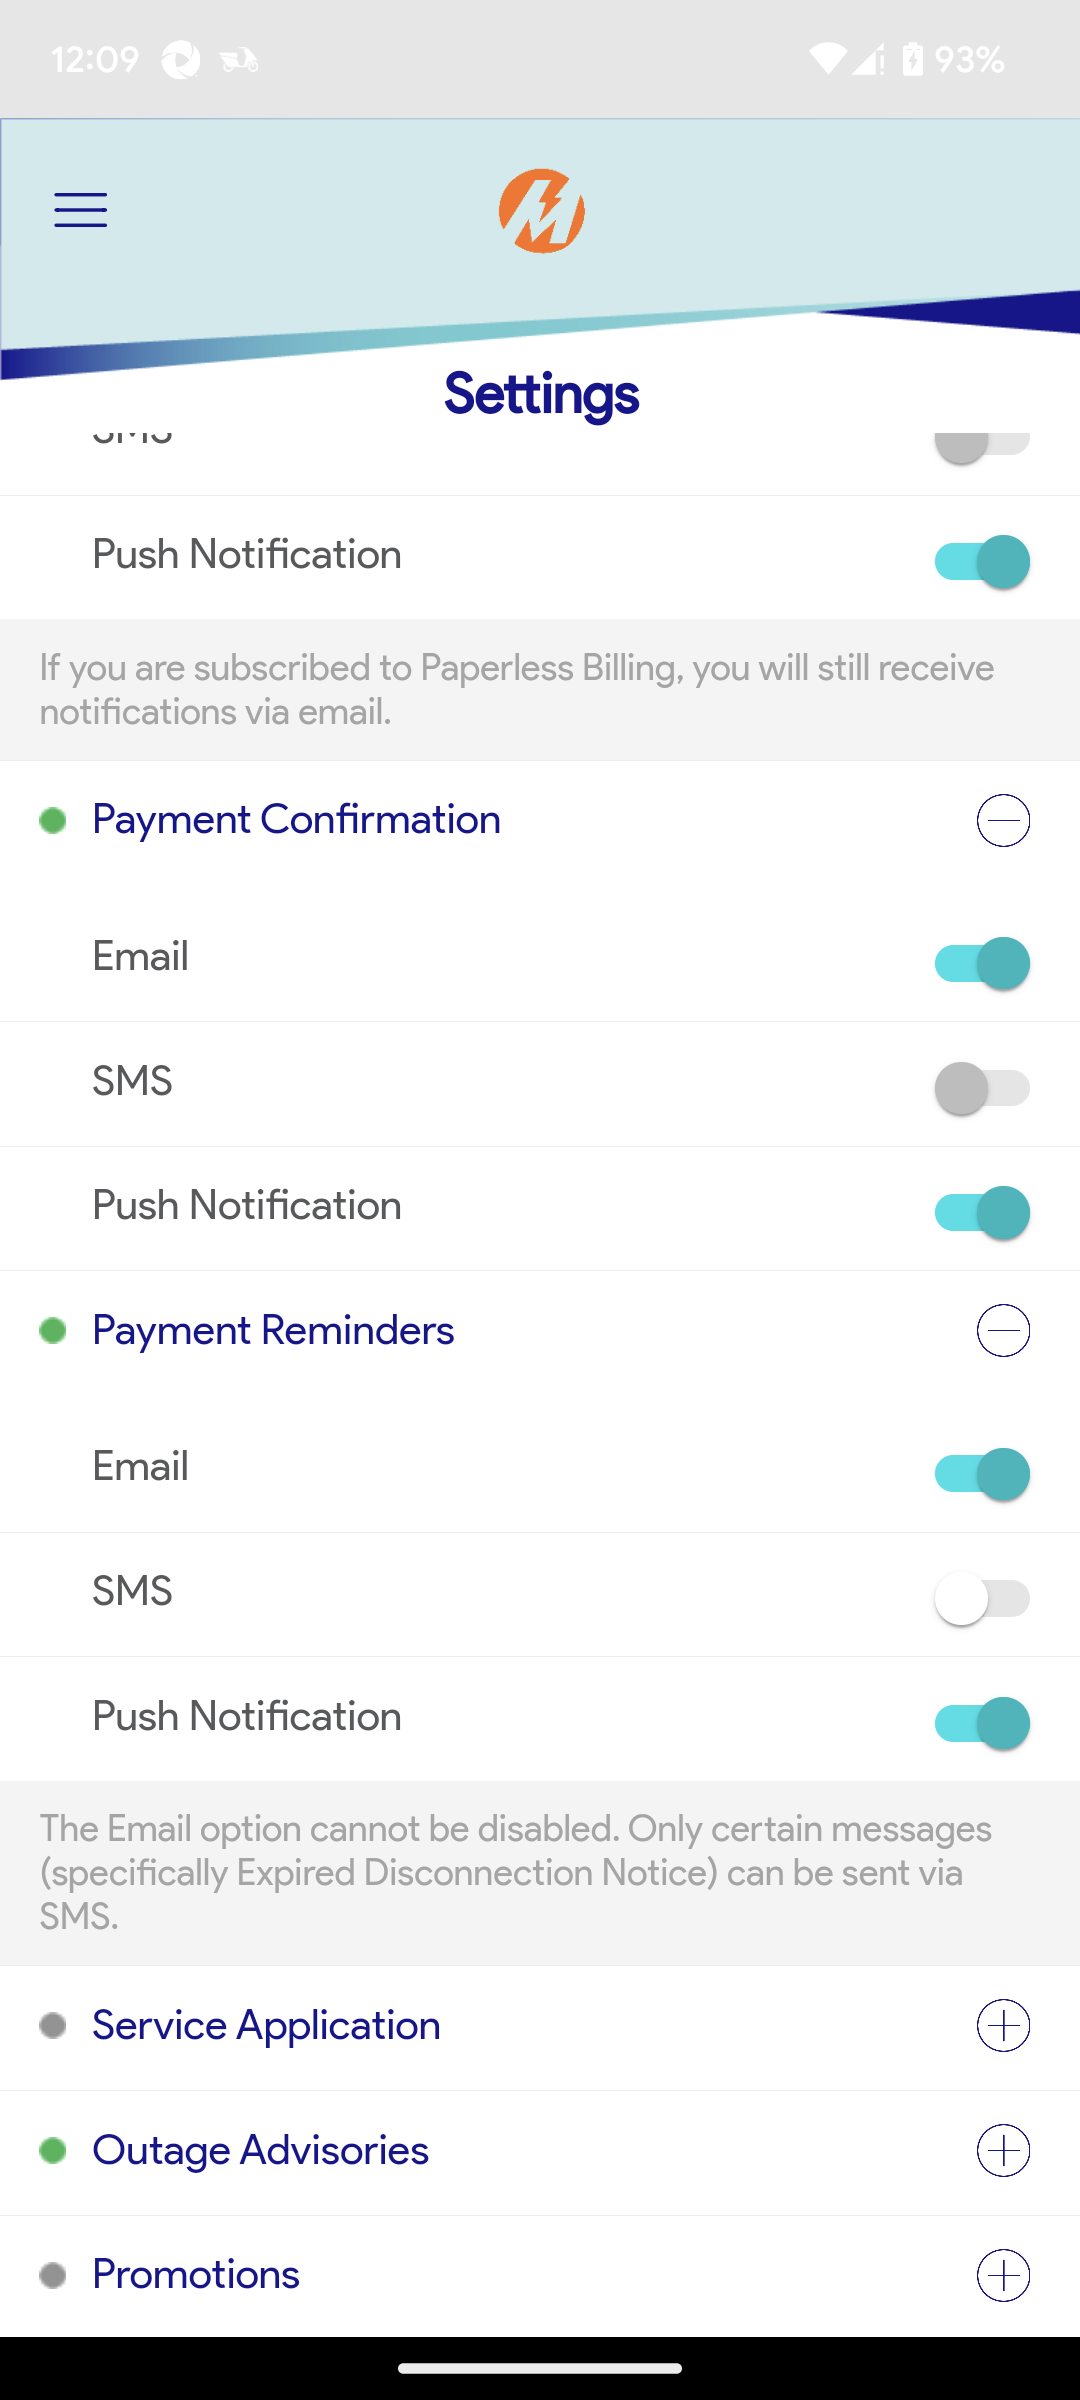 12:09
93%
Settings
SMS
Push Notification
If you are subscribed to Paperless Billing, you will still receive
notifications via email.
Payment Confirmation
Email
SMS
Push Notification
Payment Reminders
Email
SMS
Push Notification
The Email option cannot be disabled. Only certain messages
(specifically Expired Disconnection Notice) can be sent via
SMS.
Service Application
Outage Advisories
Promotions